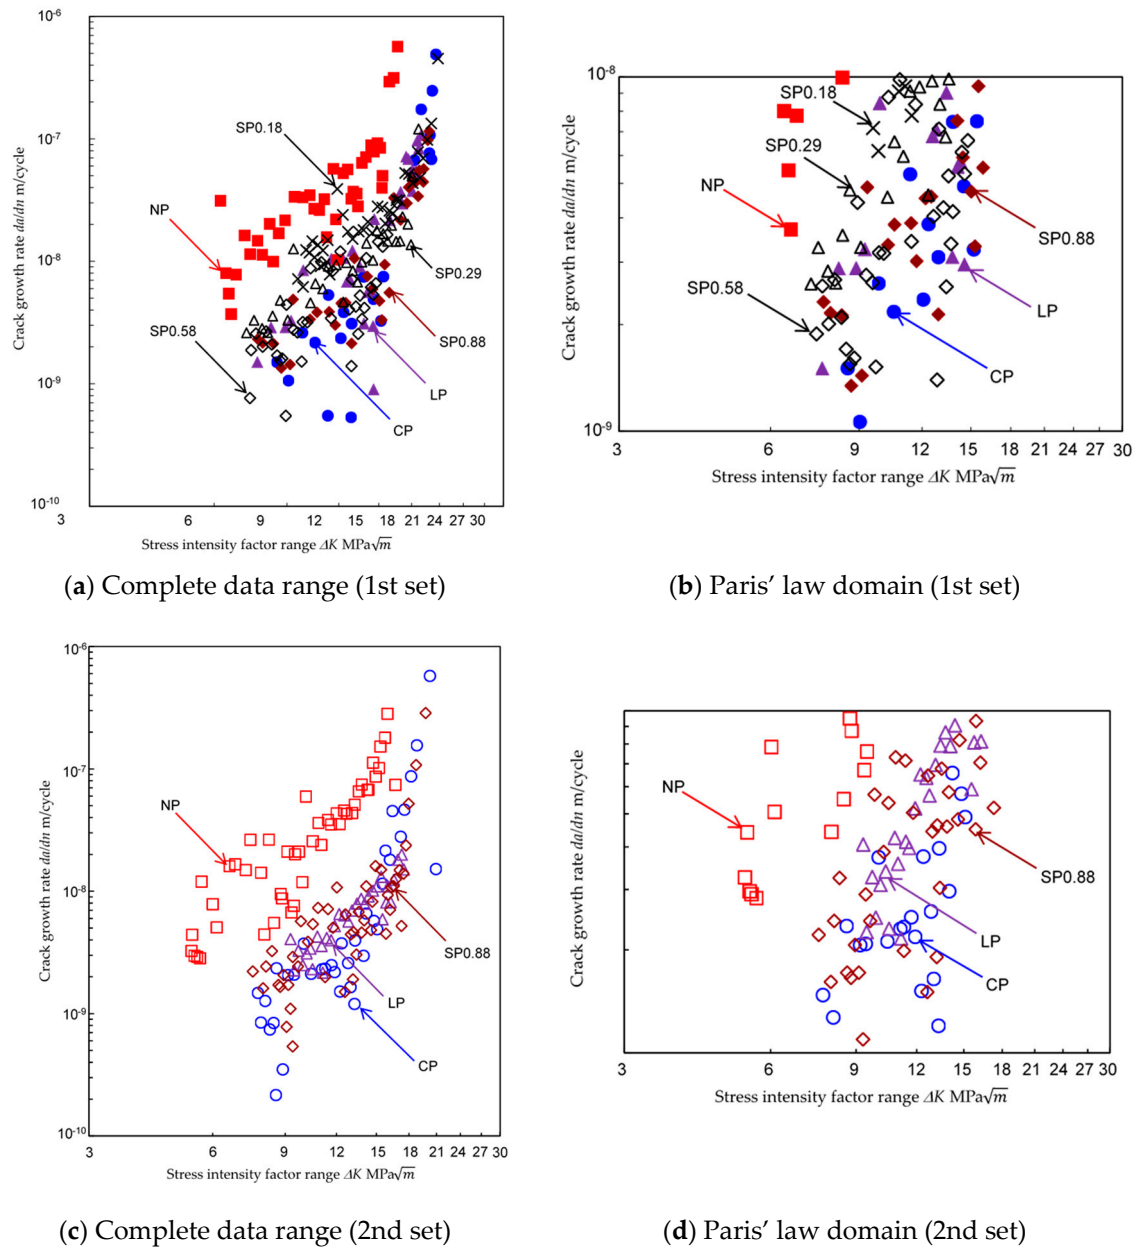 10-6
10-7
10-8
10-9
10-10
Crack growth rate da/dn m/cycle
NP
SP0.18
SP0.29
SP0.58
SP0.88
LP
CP
3 6 9 12 15 18 21 24 27 30
Stress intensity factor range ΔK MPa√m
(a) Complete data range (1st set)
10-8
10-9
Crack growth rate da/dn m/cycle
SP0.18
SP0.29
NP
SP0.58
SP0.88
LP
CP
3 6 9 12 15 18 21 24 27 30
Stress intensity factor range ΔK MPa√m
(b) Paris’ law domain (1st set)
10-6
10-7
10-8
10-9
10-10
Crack growth rate da/dn m/cycle
NP
SP0.88
LP
CP
3 6 9 12 15 18 21 24 27 30
Stress intensity factor range ΔK MPa√m
(c) Complete data range (2nd set)
Crack growth rate da/dn m/cycle
NP
SP0.88
LP
CP
3 6 9 12 15 18 21 24 27 30
Stress intensity factor range ΔK MPa√m
(d) Paris’ law domain (2nd set)